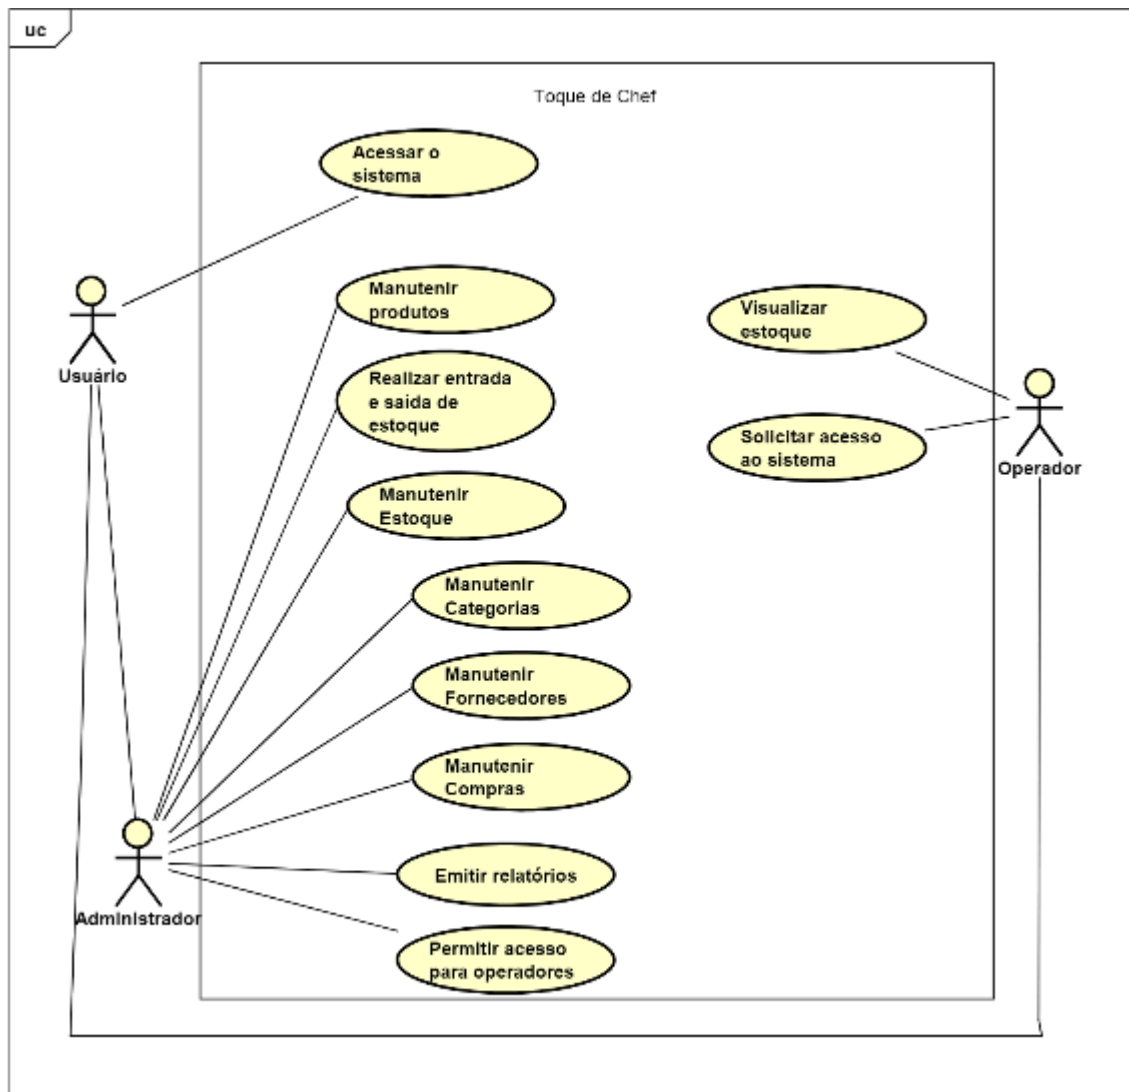 uc
Toque de Chef
Acessar o
sistema
Manutenir
produtos
Visualizar
estoque
Usuário
Realizar entrada
e saida de
estoque
Solicitar acesso
ao sistema
Operador
Manutenir
Estoque
Manutenir
Categorias
Manutenir
Fornecedores
Manutenir
Compras
Emitir relatórios
Administrador
Permitir acesso
para operadores